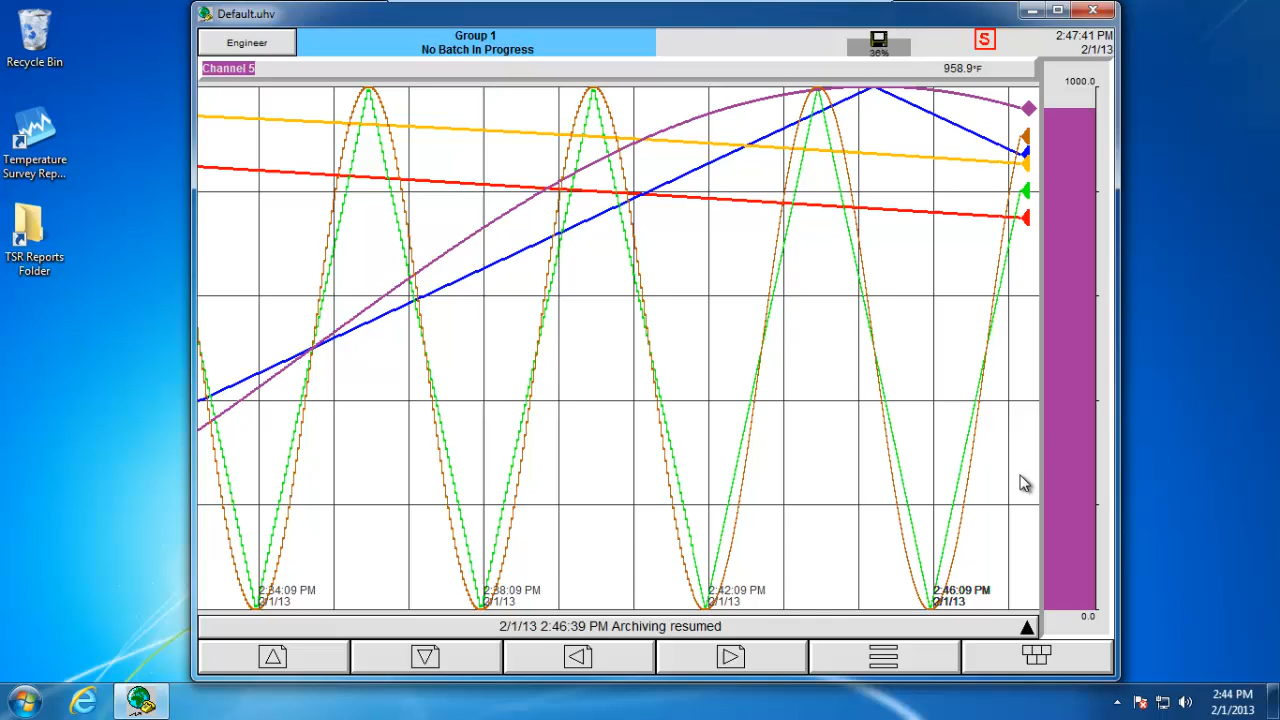 Recycle Bin
Temperature
Survey Rep...
TSR Reports
Folder
Default.uhv
Engineer
Group 1
No Batch In Progress
36%
S
2:47:41 PM
2/1/13
Channel 5
958.9°F
1000.0
0.0
2:34:09 PM
2/1/13
2:38:09 PM
2/1/13
2:42:09 PM
2/1/13
2:46:09 PM
2/1/13
2/1/13 2:46:39 PM Archiving resumed
2:44 PM
2/1/2013